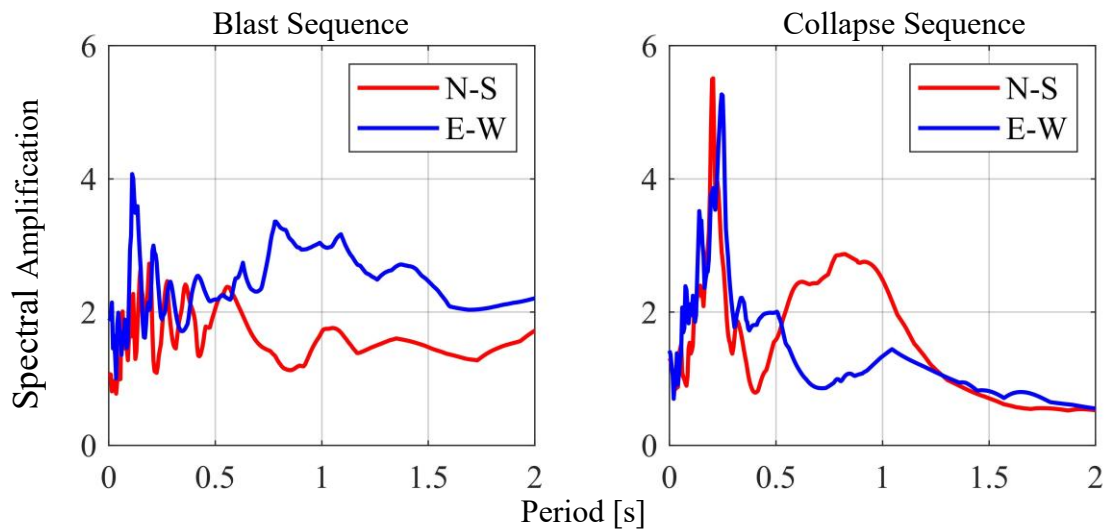 Blast Sequence
Collapse Sequence
Spectral Amplification
6
4
2
0
N-S
E-W
0 0.5 1 1.5 2
6
4
2
0
N-S
E-W
0 0.5 1 1.5 2
Period [s]